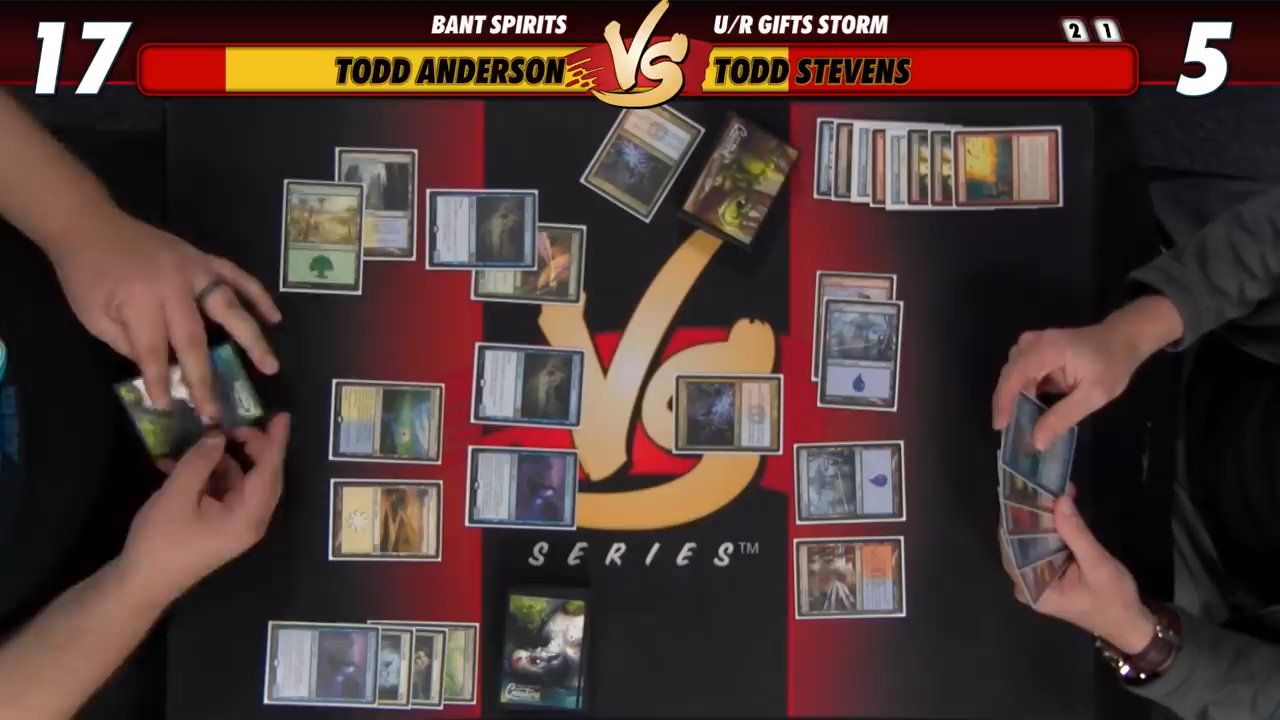 17
BANT SPIRITS
U/R GIFTS STORM
2 1
5
TODD ANDERSON
VS
TODD STEVENS
SERIES™